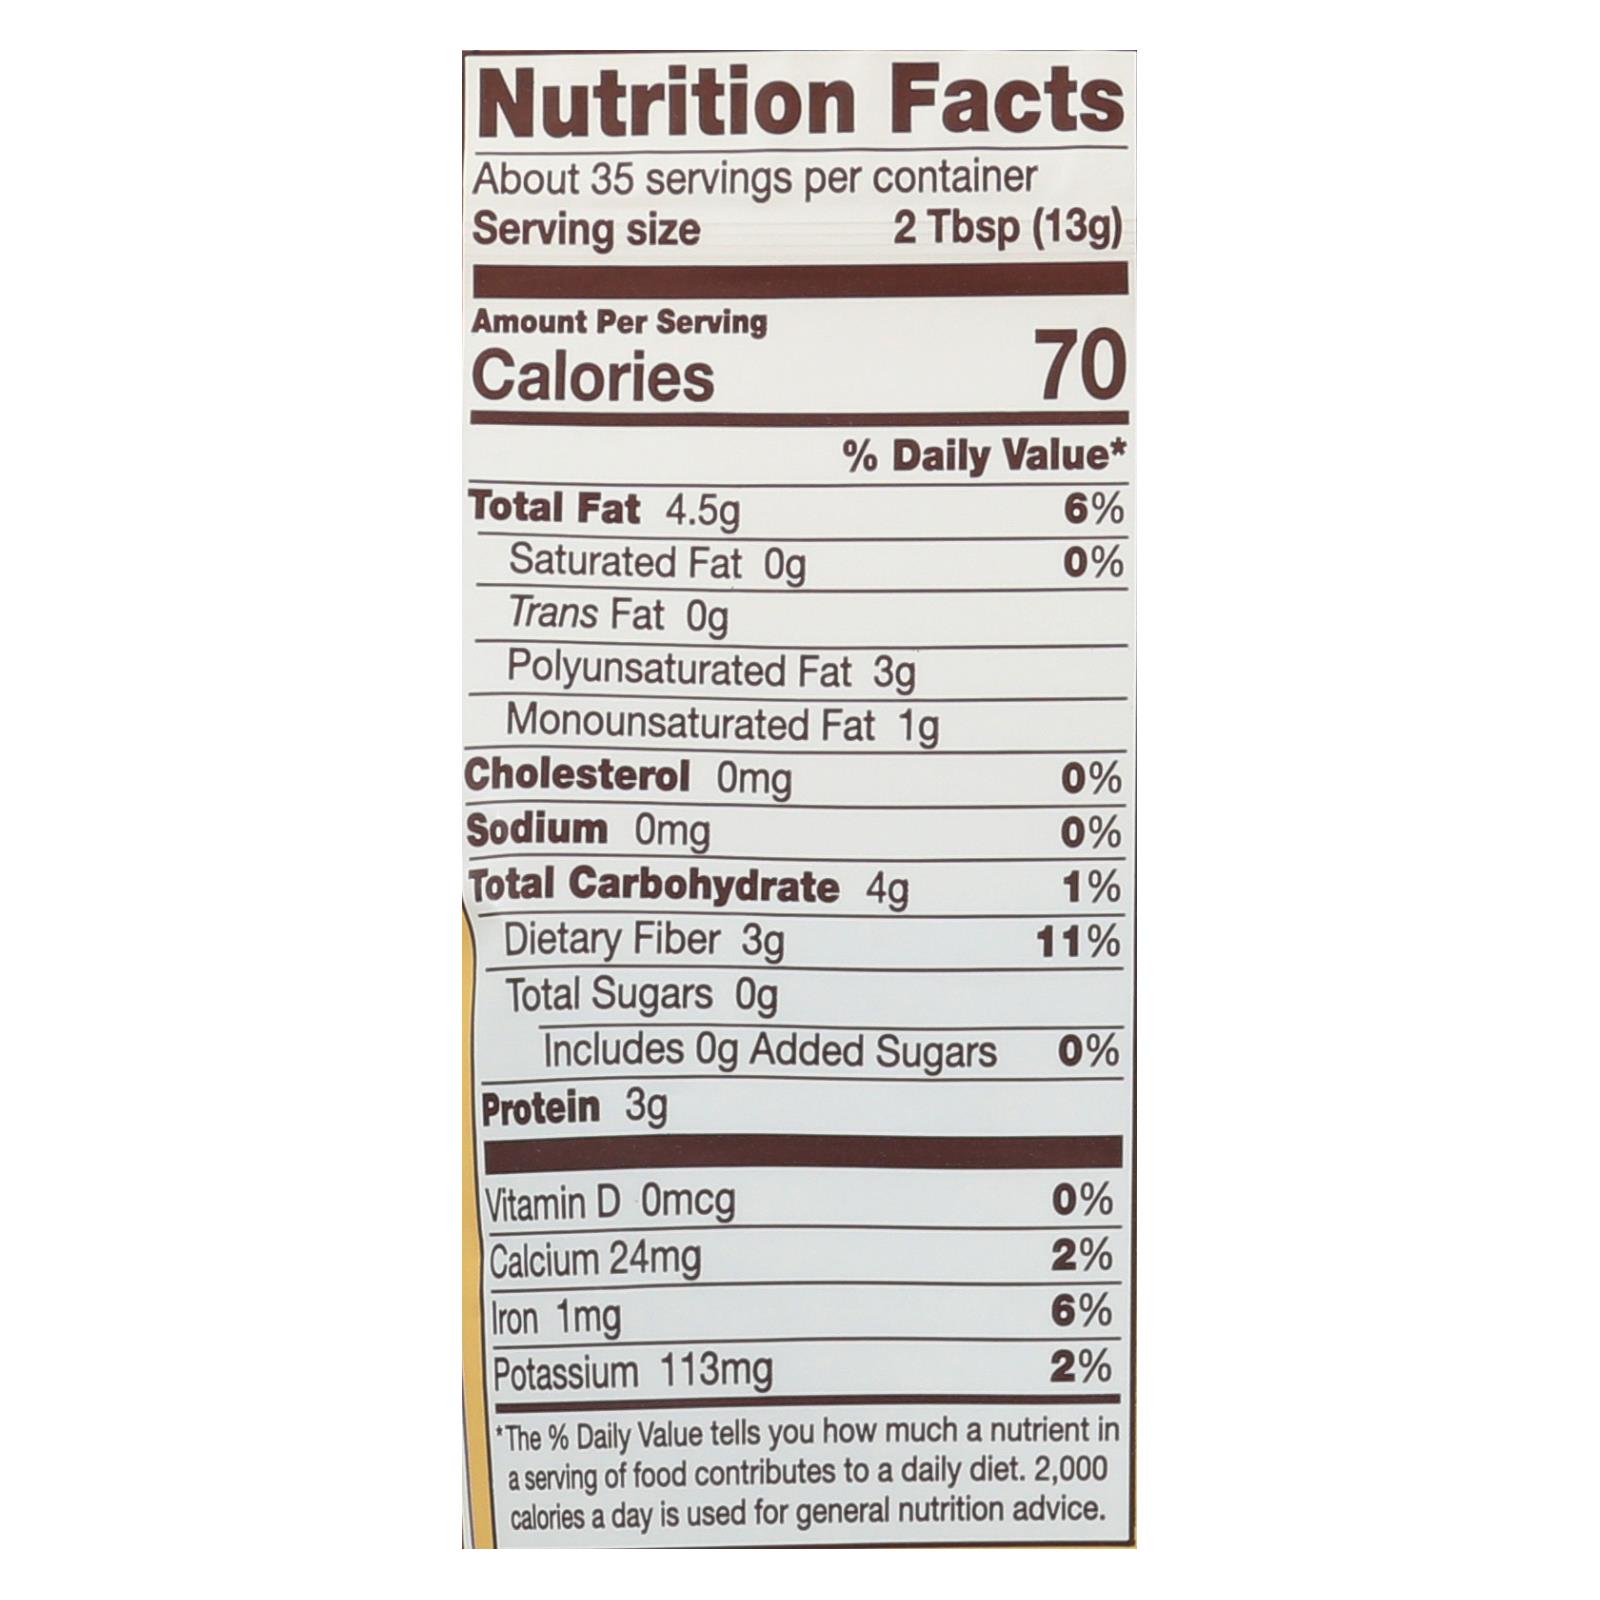 Nutrition Facts
About 35 servings per container
Serving size 2 Tbsp (13g)
Amount Per Serving
Calories 70
% Daily Value*
Total Fat 4.5g 6%
Saturated Fat 0g 0%
Trans Fat 0g
Polyunsaturated Fat 3g
Monounsaturated Fat 1g
Cholesterol 0mg 0%
Sodium 0mg 0%
Total Carbohydrate 4g 1%
Dietary Fiber 3g 11%
Total Sugars 0g
Includes 0g Added Sugars 0%
Protein 3g
Vitamin D 0mcg 0%
Calcium 24mg 2%
Iron 1mg 6%
Potassium 113mg 2%
*The % Daily Value tells you how much a nutrient in
a serving of food contributes to a daily diet. 2,000
calories a day is used for general nutrition advice.